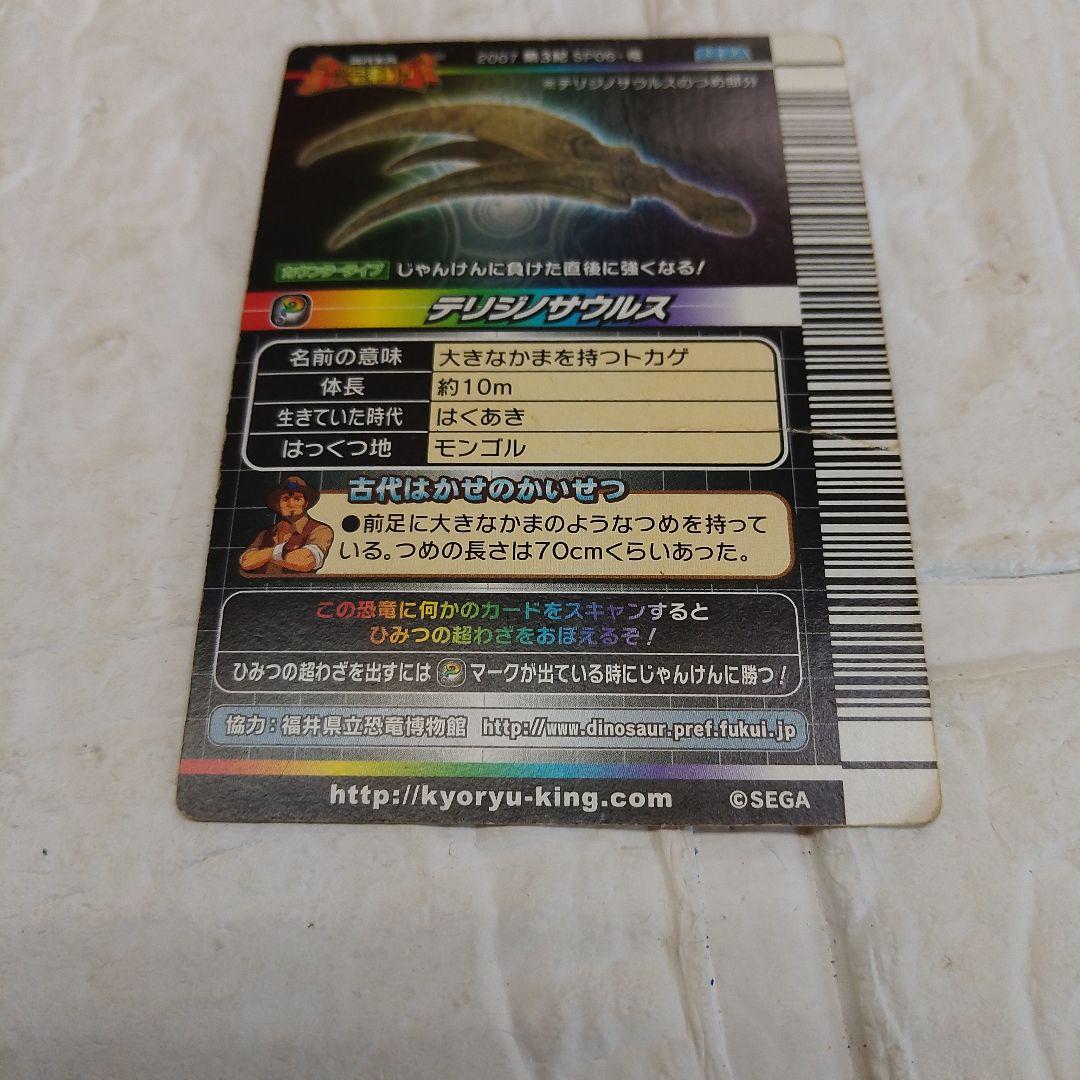 古代王者
恐竜キング
2007 第3紀 SP06-竜
SEGA
※テリジノサウルスのつめ部分
カウンタータイプ じゃんけんに負けた直後に強くなる!
テリジノサウルス
名前の意味 大きなかまを持つトカゲ
体長 約10m
生きていた時代 はくあき
はっくつ地 モンゴル
古代はかせのかいせつ
●前足に大きなかまのようなつめを持って
いる。つめの長さは70cmくらいあった。
この恐竜に何かのカードをスキャンすると
ひみつの超わざをおぼえるぞ!
ひみつの超わざを出すには マークが出ている時にじゃんけんに勝つ!
協力:福井県立恐竜博物館 http://www.dinosaur.pref.fukui.jp
http://kyoryu-king.com
©SEGA